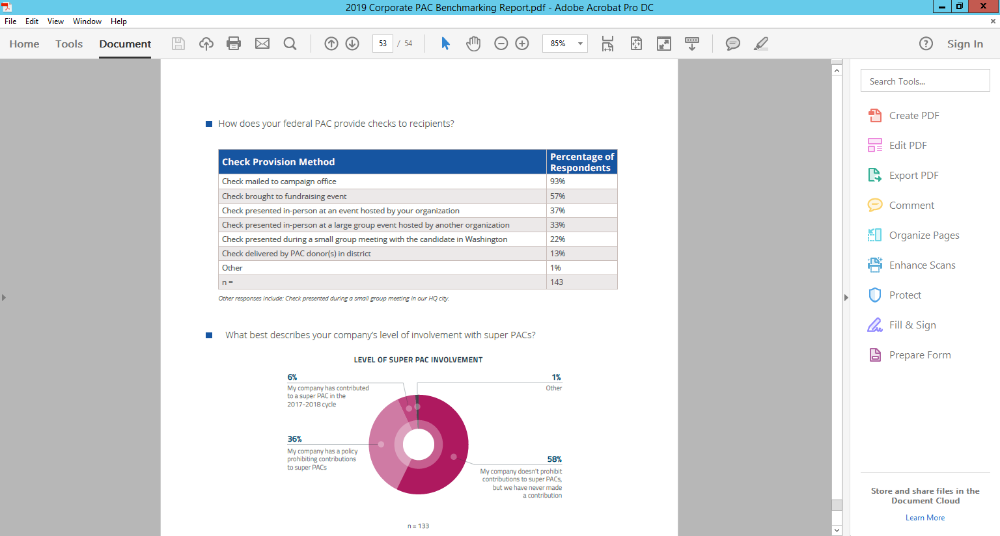 2019 Corporate PAC Benchmarking Report.pdf - Adobe Acrobat Pro DC
File Edit View Window Help
Home Tools Document 53 / 54 85% Sign In
Search Tools...
Create PDF
Edit PDF
Export PDF
Comment
Organize Pages
Enhance Scans
Protect
Fill & Sign
Prepare Form
Store and share files in the
Document Cloud
Learn More
How does your federal PAC provide checks to recipients?
Check Provision Method Percentage of
Respondents
Check mailed to campaign office 93%
Check brought to fundraising event 57%
Check presented in-person at an event hosted by your organization 37%
Check presented in-person at a large group event hosted by another organization 33%
Check presented during a small group meeting with the candidate in Washington 22%
Check delivered by PAC donor(s) in district 13%
Other 1%
n = 143
Other responses include: Check presented during a small group meeting in our HQ city.
What best describes your company's level of involvement with super PACs?
LEVEL OF SUPER PAC INVOLVEMENT
6%
My company has contributed
to a super PAC in the
2017-2018 cycle
1%
Other
36%
My company has a policy
prohibiting contributions
to super PACs
58%
My company doesn't prohibit
contributions to super PACs,
but we have never made
a contribution
n = 133